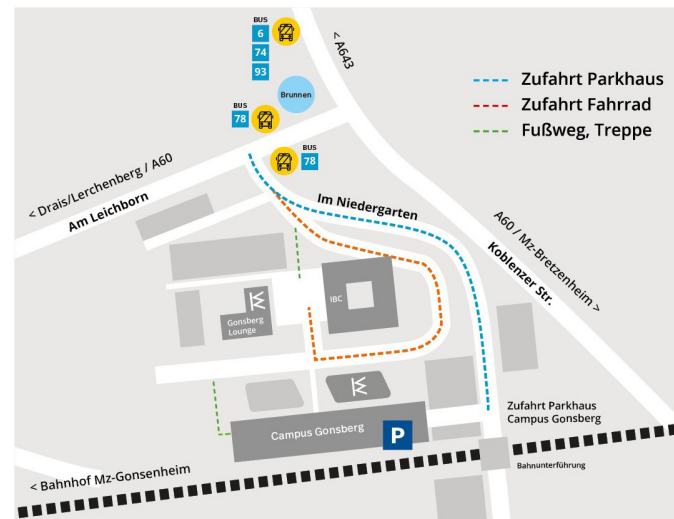 BUS
6
74
93
< A643
Brunnen
BUS
78
BUS
78
Zufahrt Parkhaus
Zufahrt Fahrrad
Fußweg, Treppe
< Drais/Lerchenberg / A60
Am Leichborn
Im Niedergarten
A60 / Mz-Bretzenheim >
Koblenzer Str.
IBC
Gonsberg
Lounge
Campus Gonsberg
P
Zufahrt Parkhaus
Campus Gonsberg
Bahnunterführung
< Bahnhof Mz-Gonsenheim